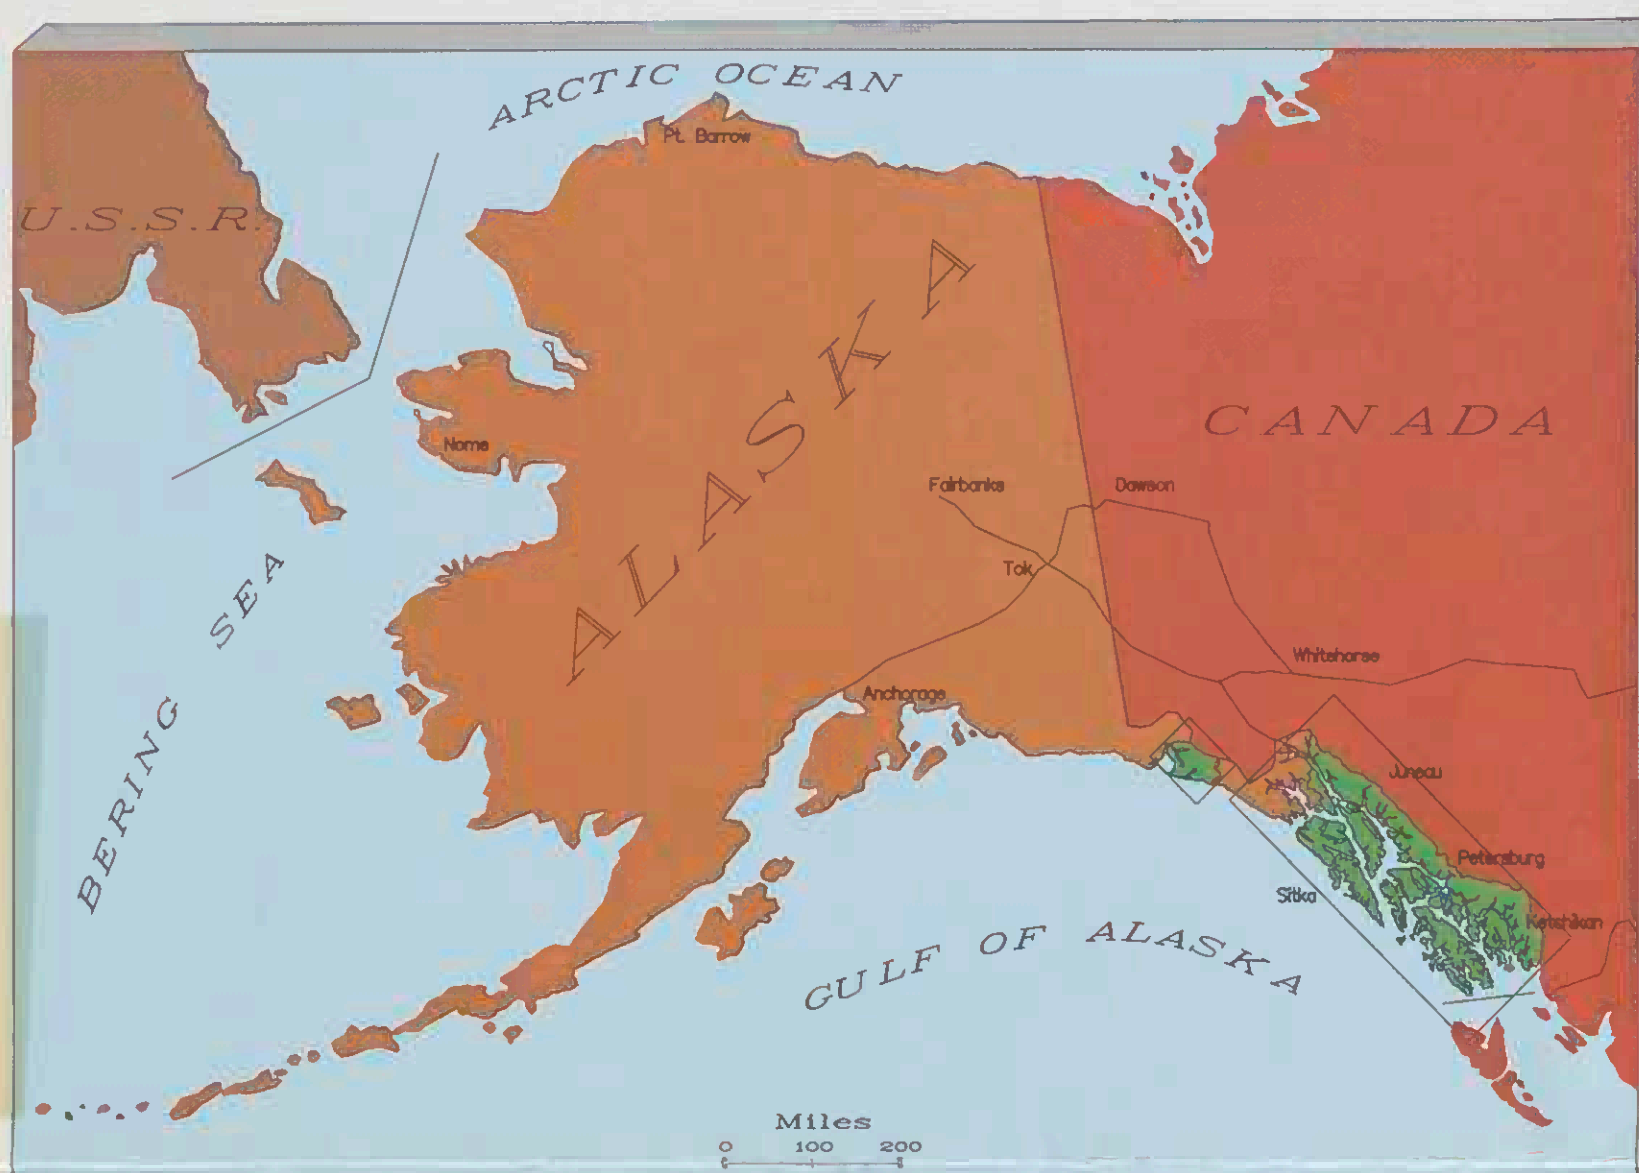 ARCTIC OCEAN
Pt. Barrow
U.S.S.R.
ALASKA
CANADA
Nome
Fairbanks
Dawson
Tok
BERING SEA
Whitehorse
Anchorage
Juneau
Petersburg
Sitka
Ketchikan
GULF OF ALASKA
Miles
0 100 200